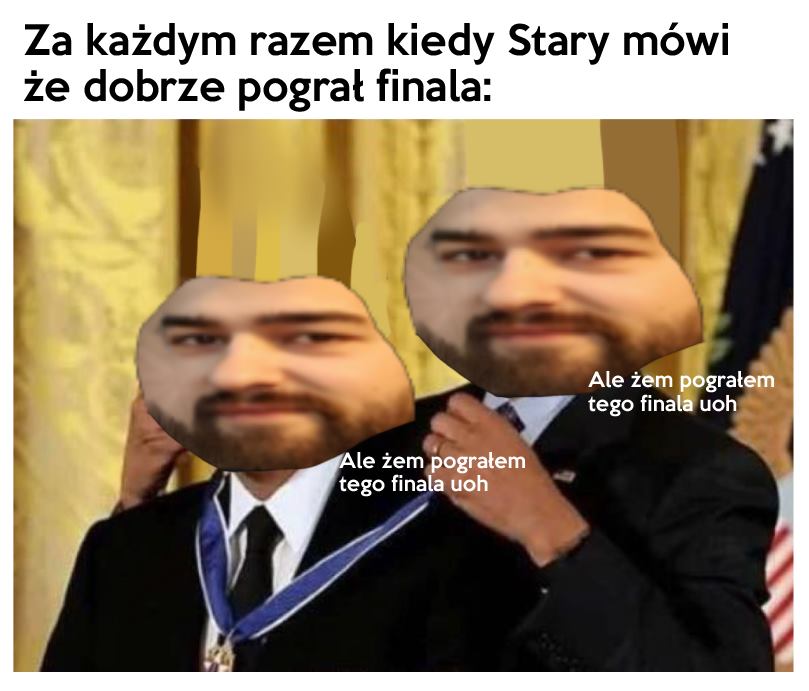 Za każdym razem kiedy Stary mówi
że dobrze pograł finala:
Ale żem pograłem
tego finala uoh
Ale żem pograłem
tego finala uoh